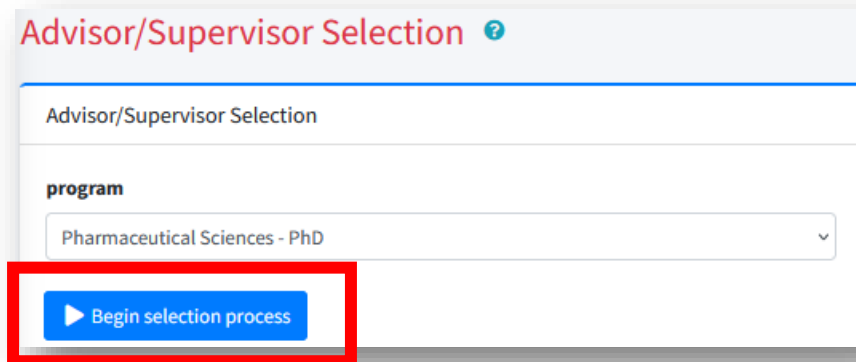 Advisor/Supervisor Selection ?
Advisor/Supervisor Selection
program
Pharmaceutical Sciences - PhD
Begin selection process